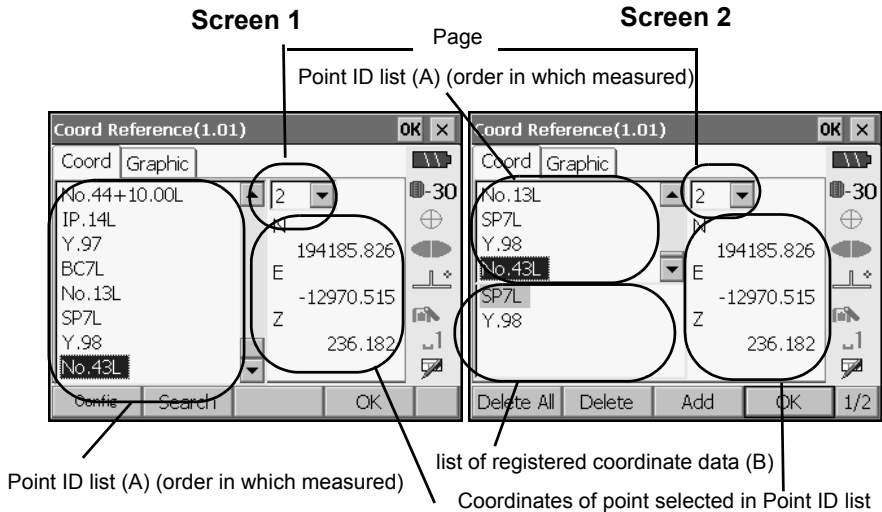 Screen 1
Screen 2
Page
Point ID list (A) (order in which measured)
Coord Reference(1.01)
OK
Coord
Graphic
No.44+10.00L
IP.14L
Y.97
BC7L
No.13L
SP7L
Y.98
No.43L
2
N
194185.826
E
-12970.515
Z
236.182
-30
1
Config
Search
OK
Coord Reference(1.01)
OK
Coord
Graphic
No.13L
SP7L
Y.98
No.43L
SP7L
Y.98
2
N
194185.826
E
-12970.515
Z
236.182
-30
1
Delete All
Delete
Add
OK
1/2
Point ID list (A) (order in which measured)
list of registered coordinate data (B)
Coordinates of point selected in Point ID list